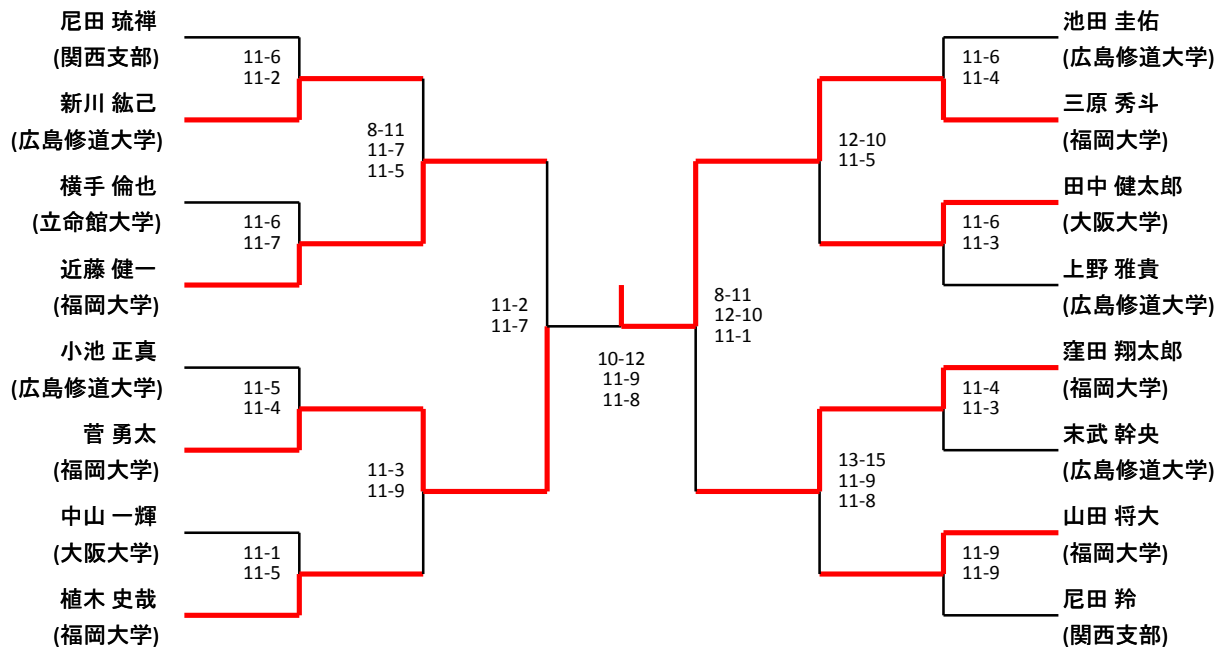 尼田 琉禅
(関西支部)
11-6
11-2
新川 紘己
(広島修道大学)
8-11
11-7
11-5
横手 倫也
(立命館大学)
11-6
11-7
近藤 健一
(福岡大学)
11-2
11-7
小池 正真
(広島修道大学)
11-5
11-4
菅 勇太
(福岡大学)
11-3
11-9
中山 一輝
(大阪大学)
11-1
11-5
植木 史哉
(福岡大学)
10-12
11-9
11-8
池田 圭佑
(広島修道大学)
11-6
11-4
三原 秀斗
(福岡大学)
12-10
11-5
田中 健太郎
(大阪大学)
11-6
11-3
上野 雅貴
(広島修道大学)
8-11
12-10
11-1
窪田 翔太郎
(福岡大学)
11-4
11-3
末武 幹央
(広島修道大学)
13-15
11-9
11-8
山田 将大
(福岡大学)
11-9
11-9
尼田 羚
(関西支部)